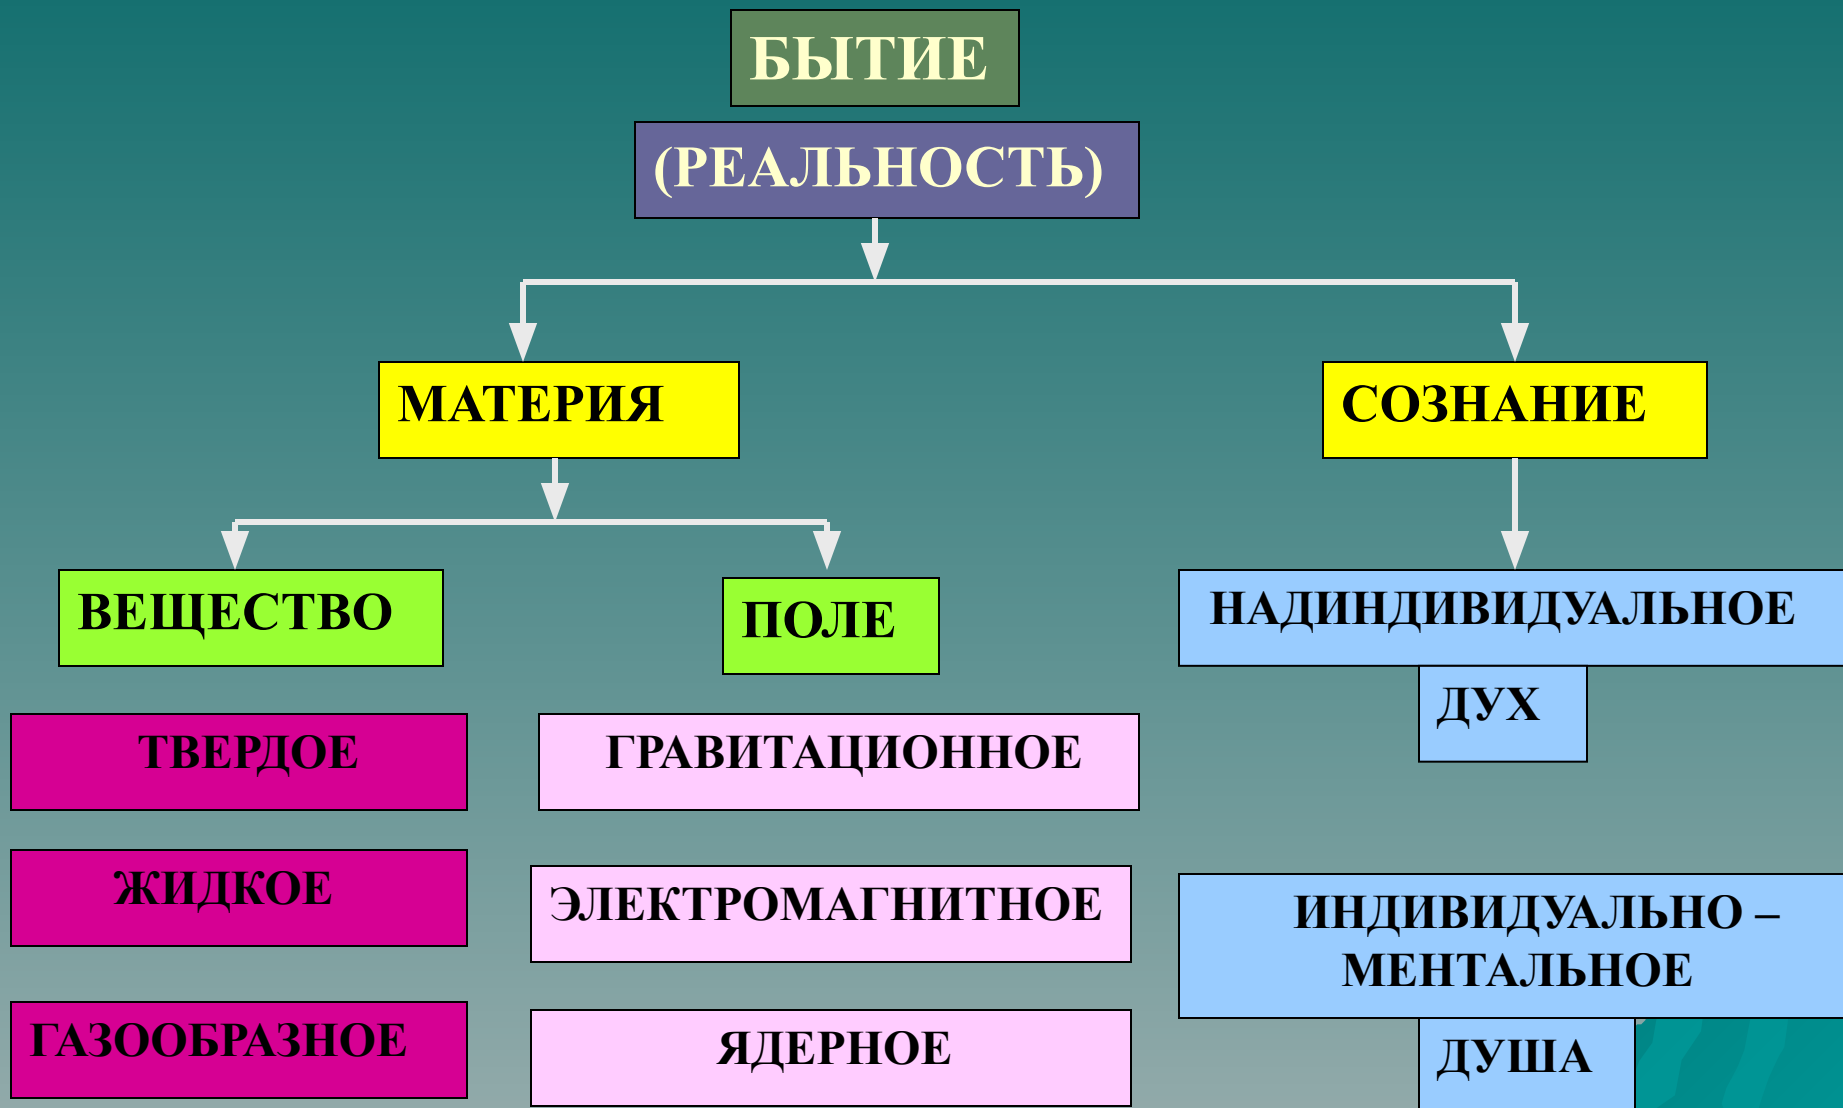 БЫТИЕ
(РЕАЛЬНОСТЬ)
МАТЕРИЯ
СОЗНАНИЕ
ВЕЩЕСТВО
ПОЛЕ
НАДИНДИВИДУАЛЬНОЕ
ДУХ
ТВЕРДОЕ
ГРАВИТАЦИОННОЕ
ЖИДКОЕ
ЭЛЕКТРОМАГНИТНОЕ
ИНДИВИДУАЛЬНО –
МЕНТАЛЬНОЕ
ГАЗООБРАЗНОЕ
ЯДЕРНОЕ
ДУША